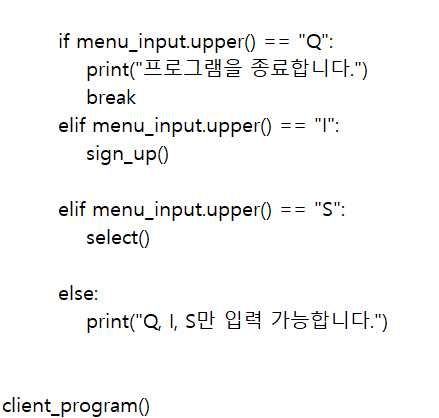 if menu_input.upper() == "Q":
print("프로그램을 종료합니다.")
break
elif menu_input.upper() == "I":
sign_up()
elif menu_input.upper() == "S":
select()
else:
print("Q, I, S만 입력 가능합니다.")
client_program()